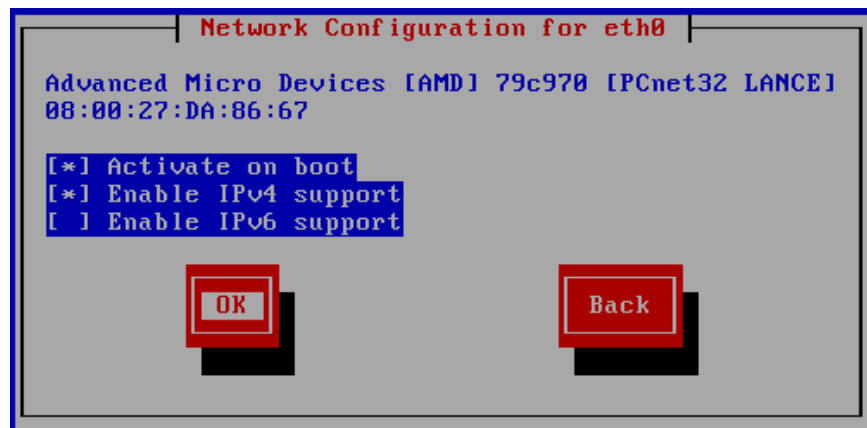 Network Configuration for eth0
Advanced Micro Devices [AMD] 79c970 [PCnet32 LANCE]
08:00:27:DA:86:67
[*] Activate on boot
[*] Enable IPv4 support
[ ] Enable IPv6 support
OK Back